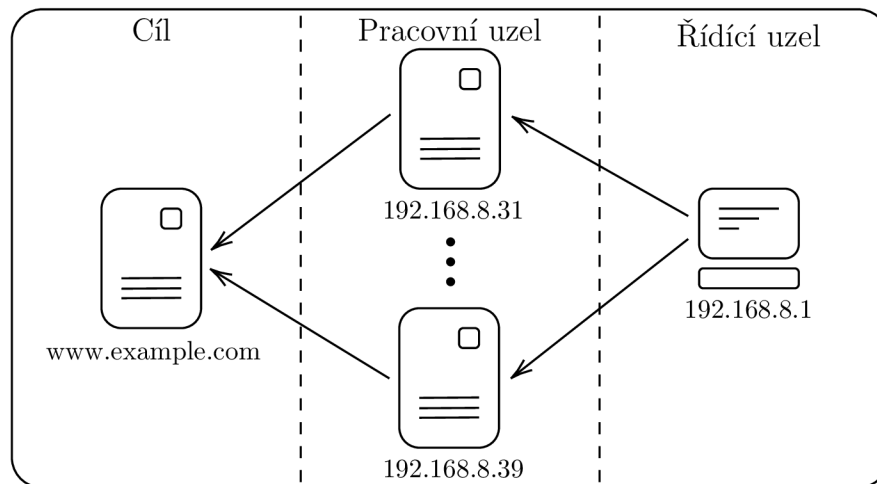 Cíl
Pracovní uzel
Řídící uzel
192.168.8.31
192.168.8.1
www.example.com
192.168.8.39